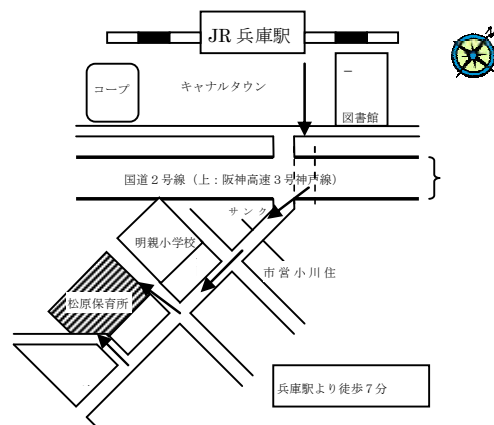 JR 兵庫駅
コープ
キャナルタウン
図書館
国道２号線（上：阪神高速３号神戸線）
サンク
明親小学校
市営小川住
松原保育所
兵庫駅より徒歩７分